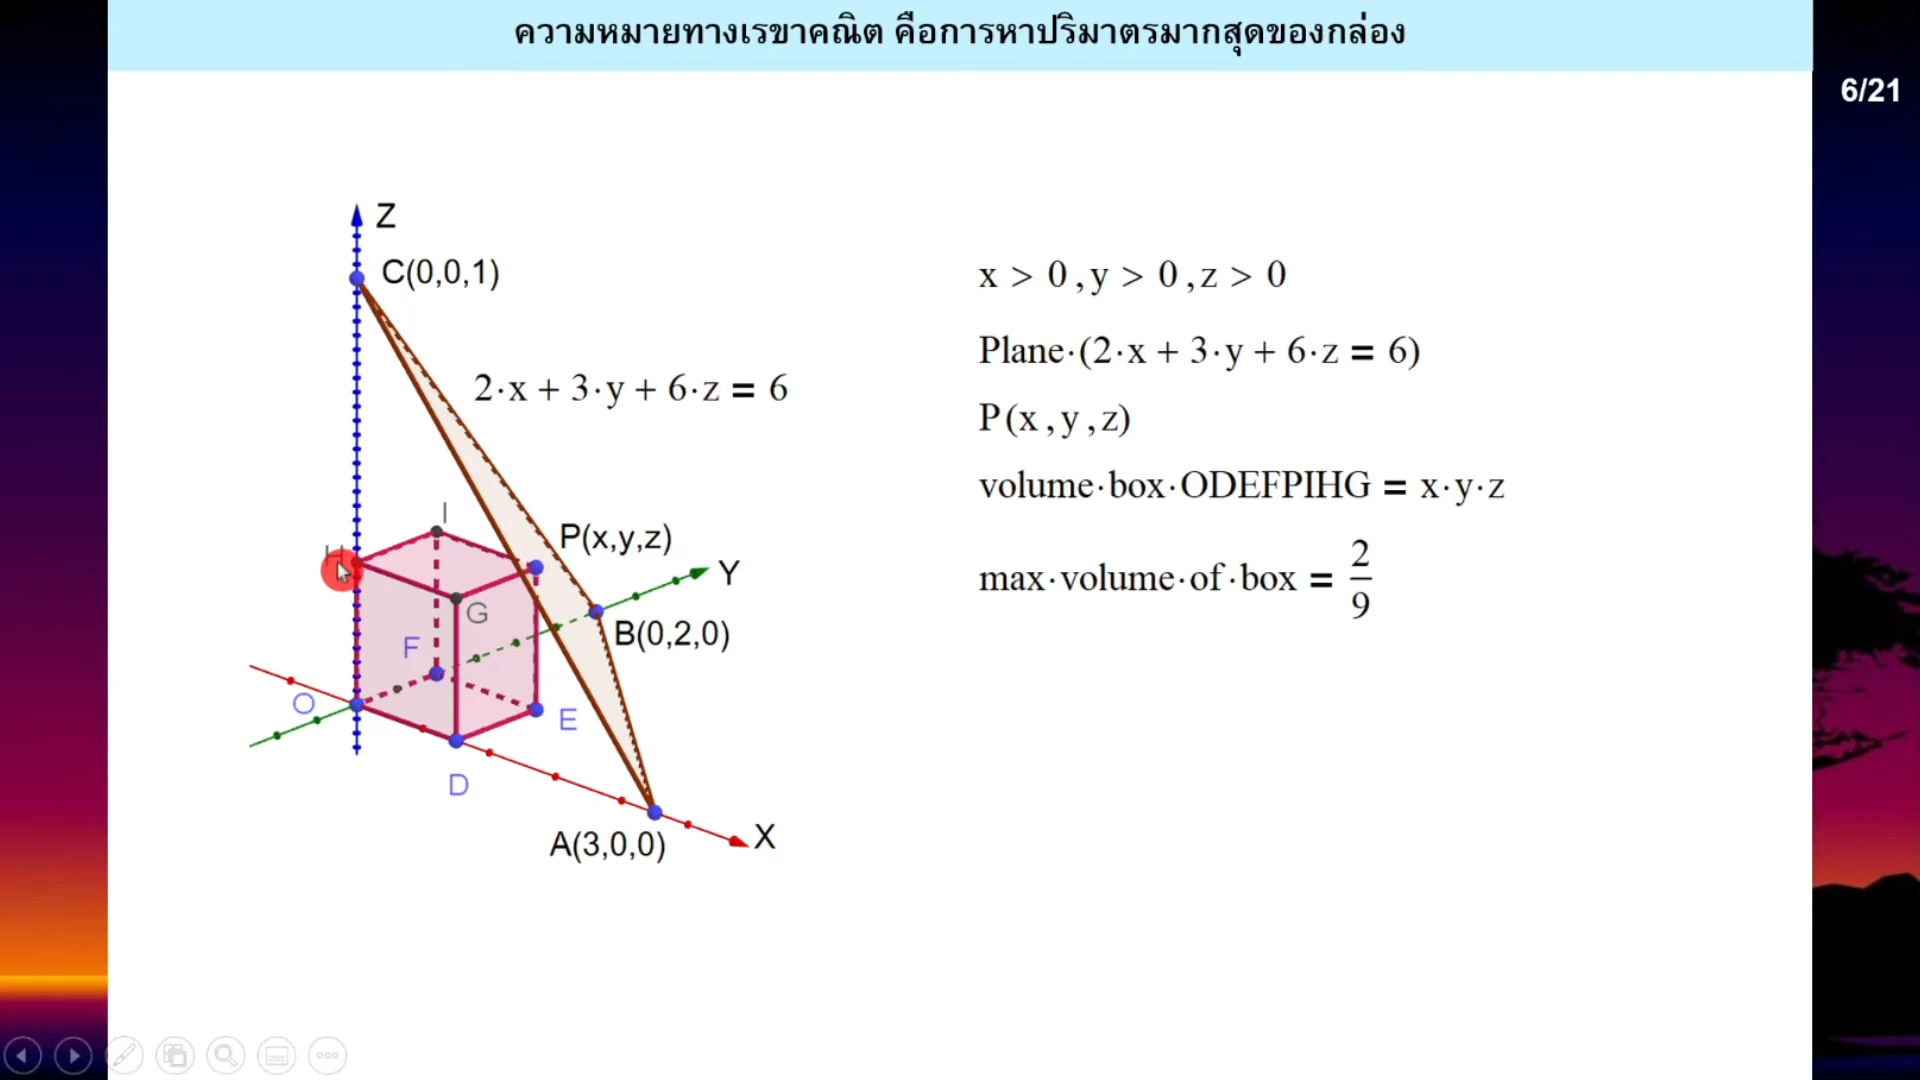 ความหมายทางเรขาคณิต คือการหาปริมาตรมากสุดของกล่อง
6/21
Z
C(0,0,1)
2·x + 3·y + 6·z = 6
I
P(x,y,z)
H
Y
G
F
B(0,2,0)
O
E
D
A(3,0,0)
X
x > 0 ,y > 0 ,z > 0
Plane·(2·x + 3·y + 6·z = 6)
P(x ,y ,z)
volume·box·ODEFPIHG = x·y·z
max·volume·of·box = 2/9